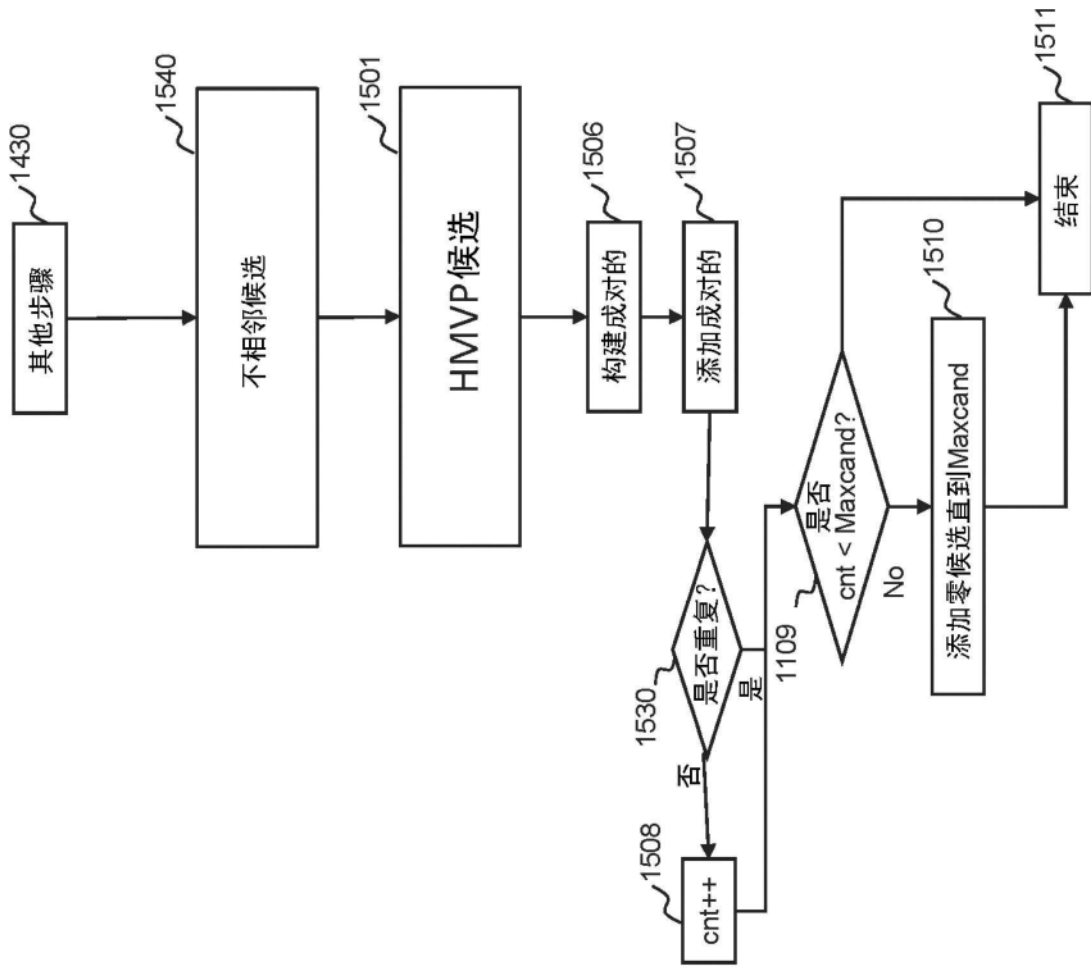 其他步骤
1430
不相邻候选
1540
HMVP候选
1501
构建成对的
1506
添加成对的
1507
是否重复?
1530
否
是
cnt++
1508
是否
cnt < Maxcand?
1109
No
添加零候选直到Maxcand
1510
结束
1511